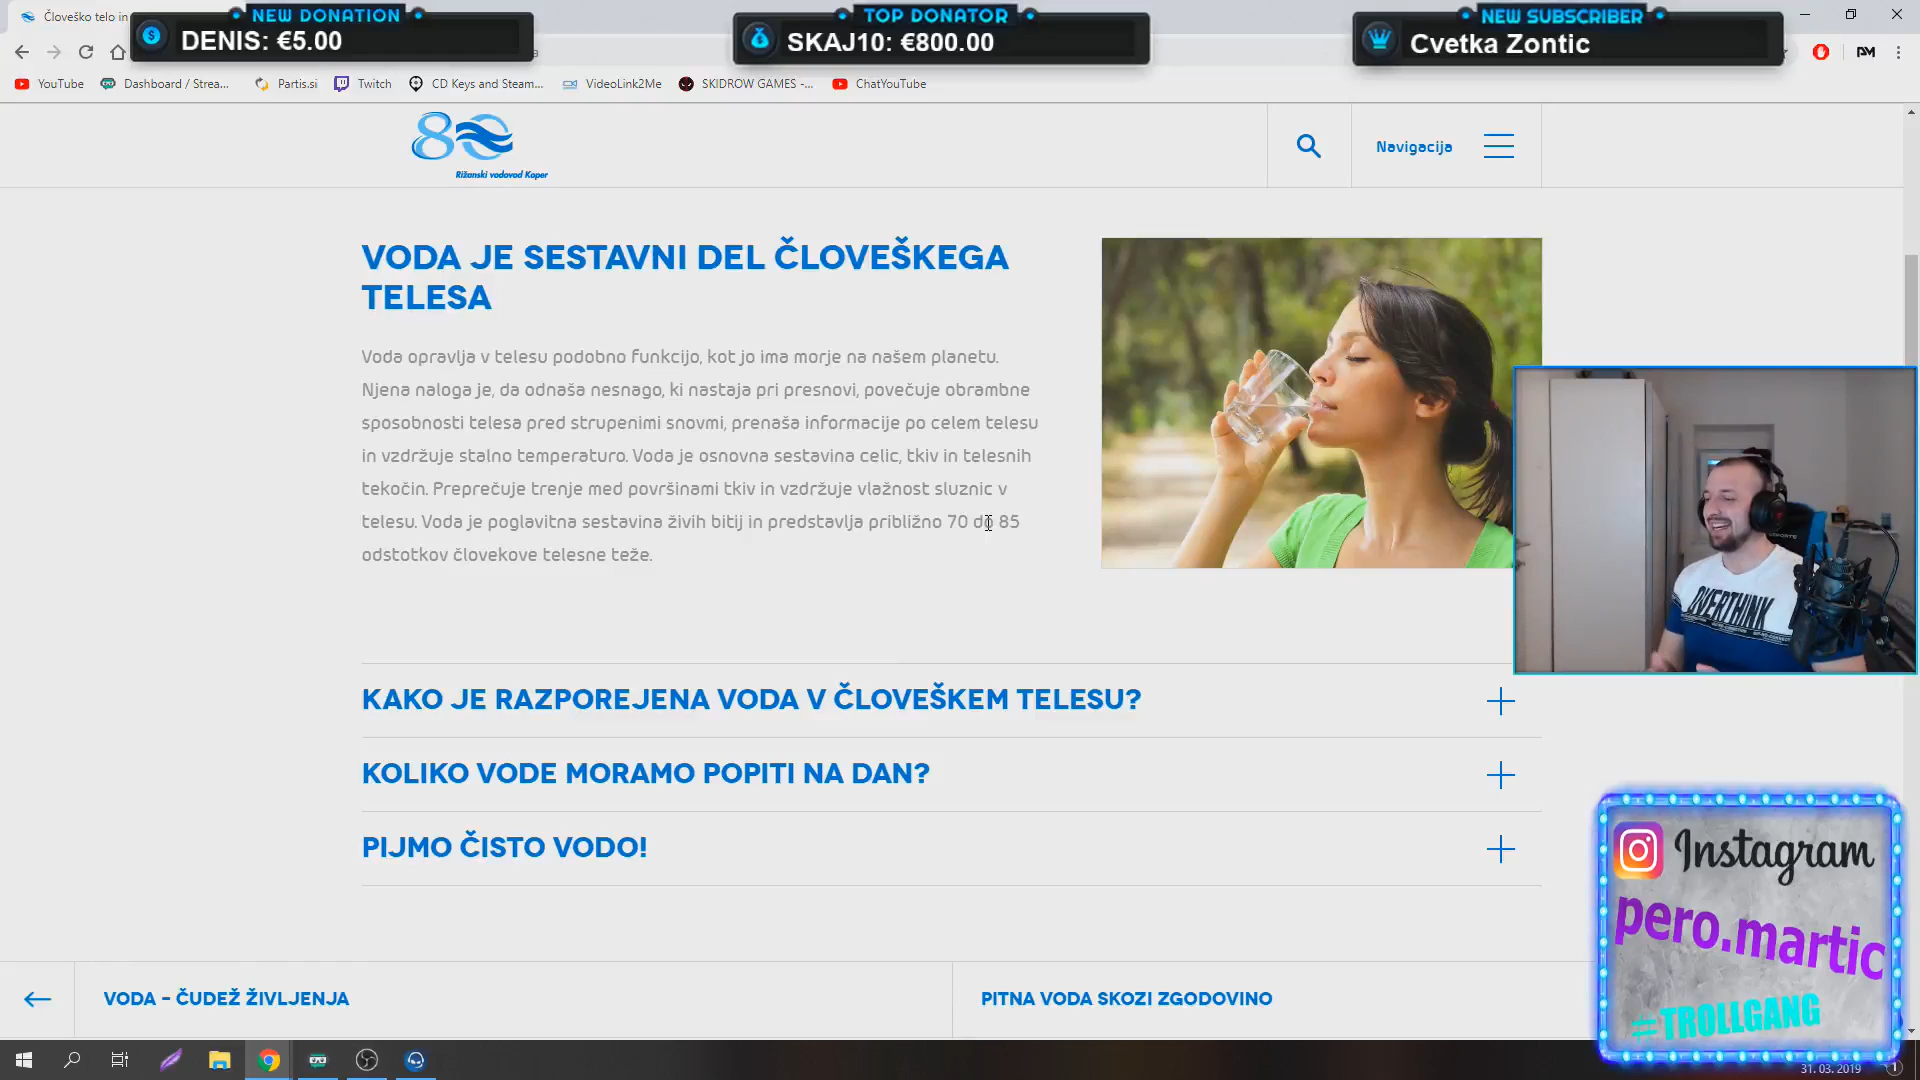 Človeško telo in
NEW DONATION
DENIS: €5.00
TOP DONATOR
SKAJ10: €800.00
NEW SUBSCRIBER
Cvetka Zontic
YouTube
Dashboard / Strea...
Partis.si
Twitch
CD Keys and Steam...
VideoLink2Me
SKIDROW GAMES -...
ChatYouTube
80
Rižanski vodovod Koper
Navigacija
VODA JE SESTAVNI DEL ČLOVEŠKEGA
TELESA
Voda opravlja v telesu podobno funkcijo, kot jo ima morje na našem planetu.
Njena naloga je, da odnaša nesnago, ki nastaja pri presnovi, povečuje obrambne
sposobnosti telesa pred strupenimi snovmi, prenaša informacije po celem telesu
in vzdržuje stalno temperaturo. Voda je osnovna sestavina celic, tkiv in telesnih
tekočin. Preprečuje trenje med površinami tkiv in vzdržuje vlažnost sluznic v
telesu. Voda je poglavitna sestavina živih bitij in predstavlja približno 70 do 85
odstotkov človekove telesne teže.
OVERTHINK
KAKO JE RAZPOREJENA VODA V ČLOVEŠKEM TELESU?
KOLIKO VODE MORAMO POPITI NA DAN?
PIJMO ČISTO VODO!
Instagram
pero.martic
#TROLLGANG
VODA – ČUDEŽ ŽIVLJENJA
PITNA VODA SKOZI ZGODOVINO
31. 03. 2019
1